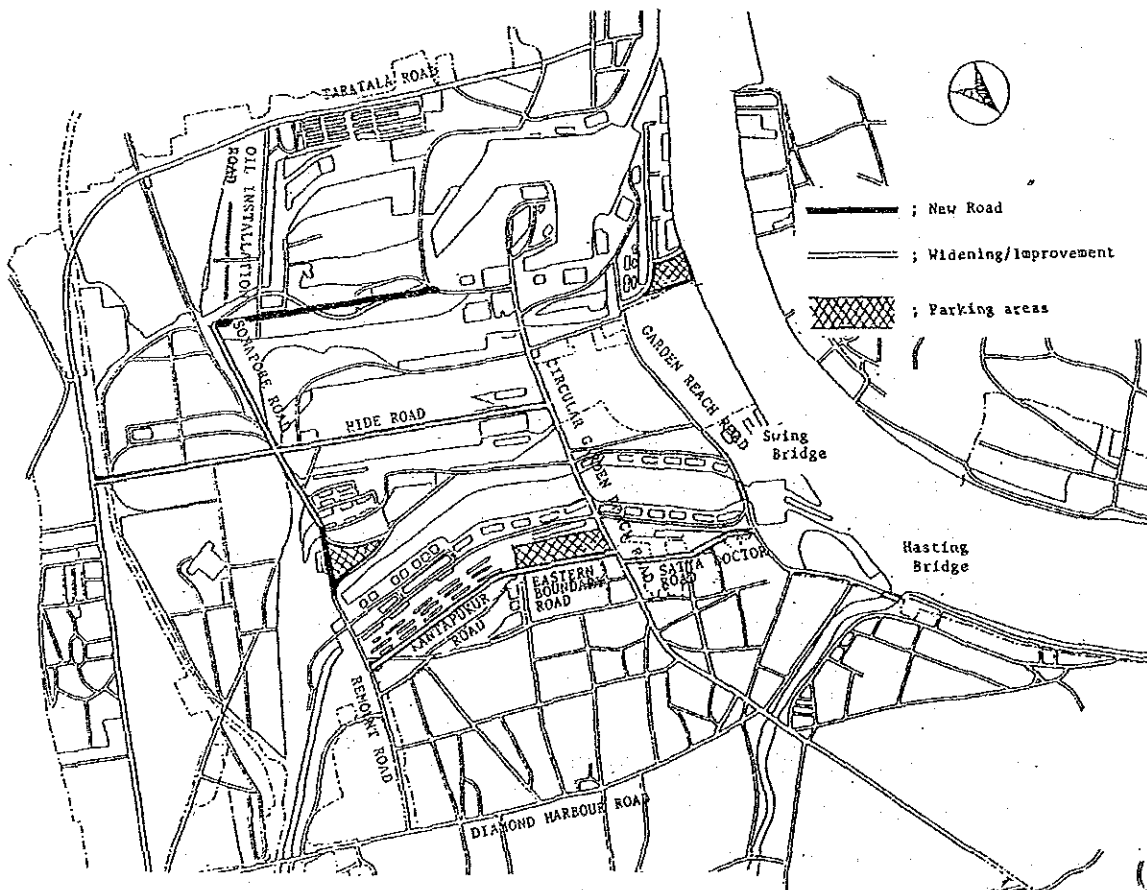 TARATALA ROAD
OIL INSTALLATION
ROAD
; New Road
; Widening/Improvement
; Parking areas
SONAPORE ROAD
HIDE ROAD
CIRCULAR GARDEN REACH RD
GARDEN REACH ROAD
Swing
Bridge
Hasting
Bridge
EASTERN
BOUNDARY
ROAD
SATHA DOCTOR
ROAD
KANTAPUKUR
ROAD
REMOUNT ROAD
DIAMOND HARBOUR ROAD